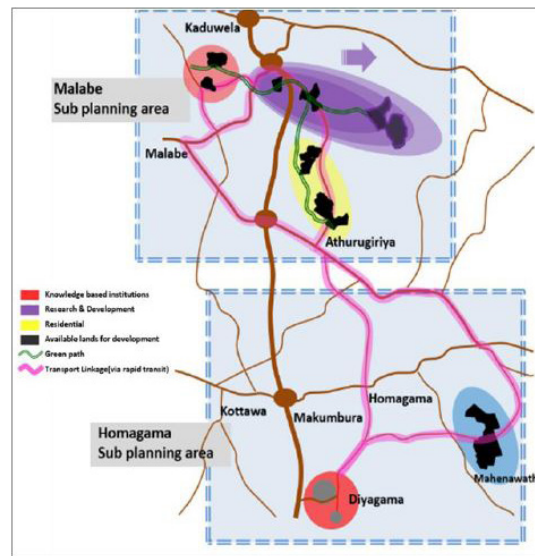 Kaduwela
Malabe
Sub planning area
Malabe
Athurugiriya
Knowledge based institutions
Research & Development
Residential
Available lands for development
Green path
Transport Linkage(via rapid transit)
Homagama
Kottawa
Makumbura
Homagama
Sub planning area
Mahenawath
Diyagama